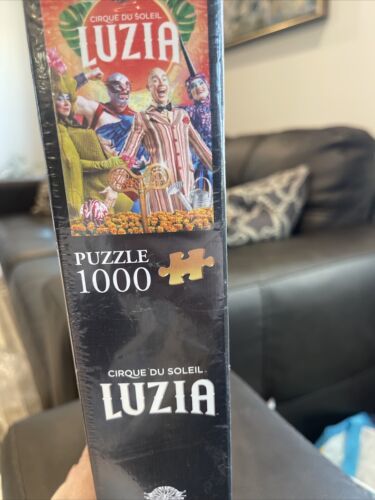 CIRQUE DU SOLEIL
LUZIA
PUZZLE
1000
CIRQUE DU SOLEIL
LUZIA